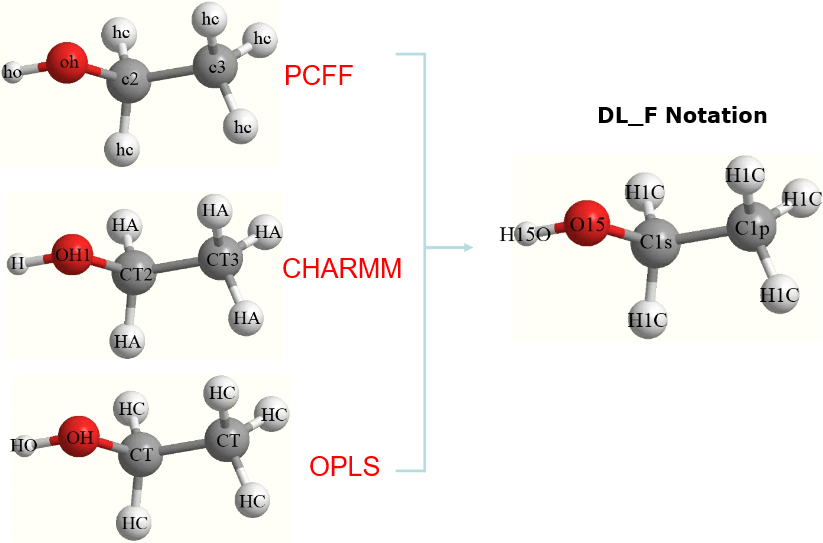 hc
hc
hc
ho
oh
c2
c3
hc
hc
PCFF
HA
HA
HA
H
OH1
CT2
CT3
HA
HA
CHARMM
HC
HC
HC
HO
OH
CT
CT
HC
HC
OPLS
DL_F Notation
H1C
H1C
H1C
H15O
O15
C1s
C1p
H1C
H1C